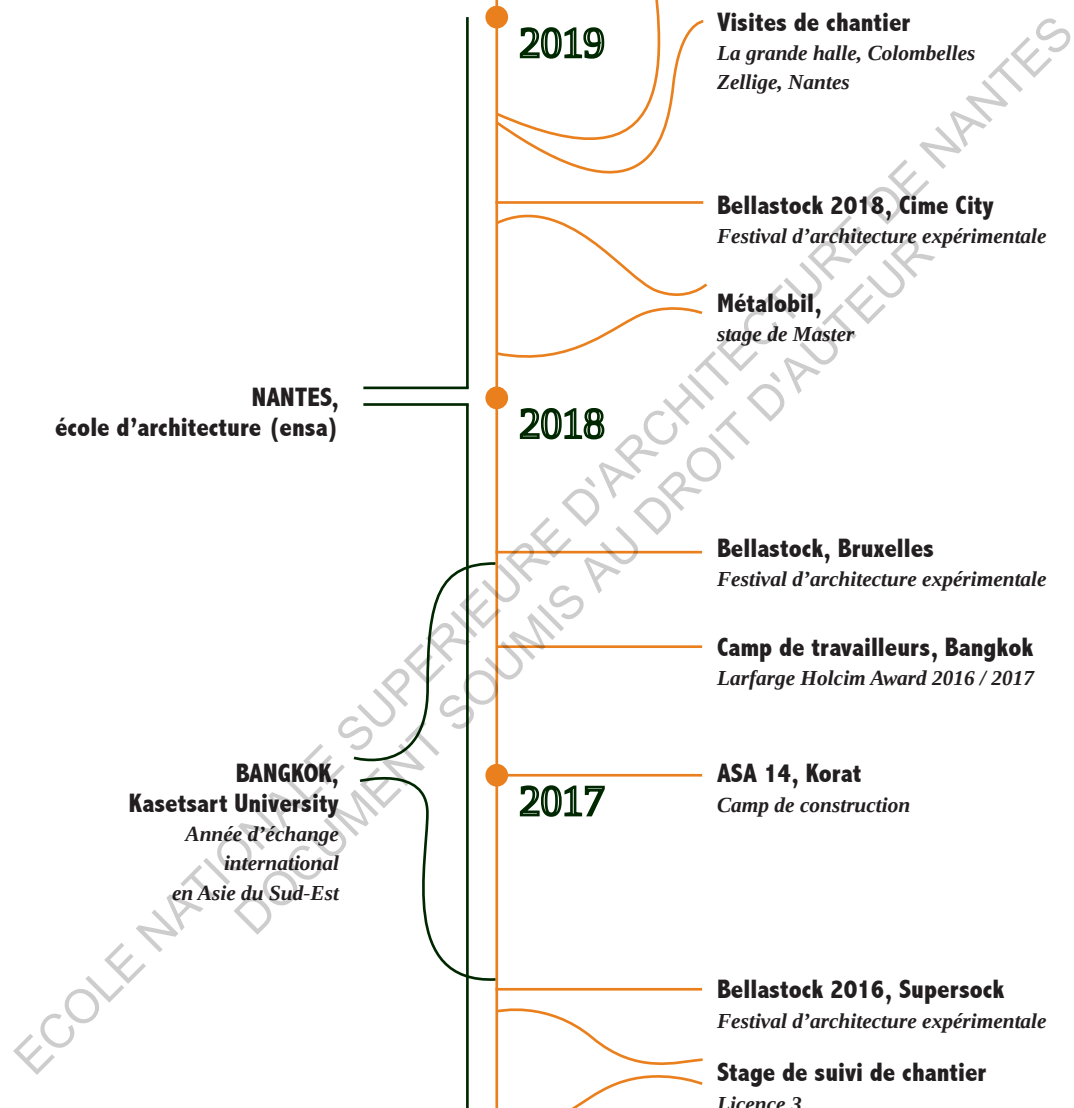 2019
Visites de chantier
La grande halle, Colombelles
Zellige, Nantes
Bellastock 2018, Cime City
Festival d’architecture expérimentale
Métalobil,
stage de Master
NANTES,
école d’architecture (ensa)
2018
Bellastock, Bruxelles
Festival d’architecture expérimentale
Camp de travailleurs, Bangkok
Larfarge Holcim Award 2016 / 2017
BANGKOK,
Kasetsart University
Année d’échange
international
en Asie du Sud-Est
2017
ASA 14, Korat
Camp de construction
Bellastock 2016, Supersock
Festival d’architecture expérimentale
Stage de suivi de chantier
Licence 3
ECOLE NATIONALE SUPERIEURE D'ARCHITECTURE DE NANTES
DOCUMENT SOUMIS AU DROIT D'AUTEUR